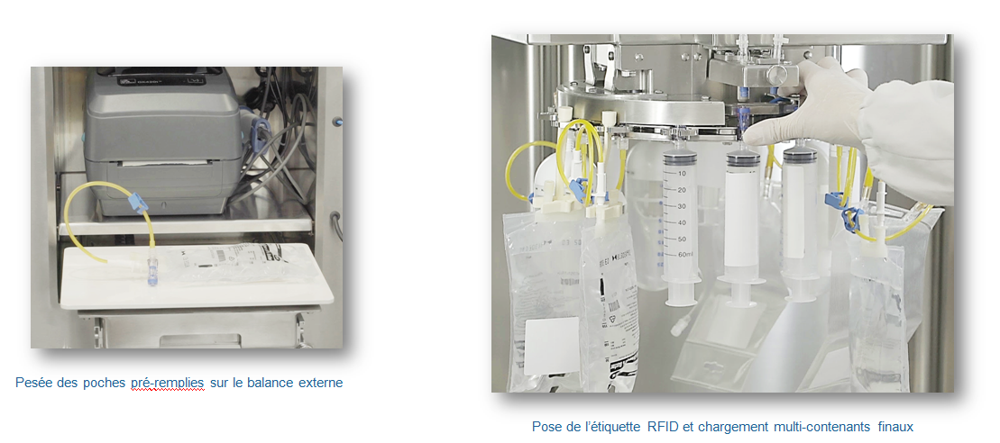 10
20
30
40
50
60ml
Pesée des poches pré-remplies sur le balance externe
Pose de l’étiquette RFID et chargement multi-contenants finaux